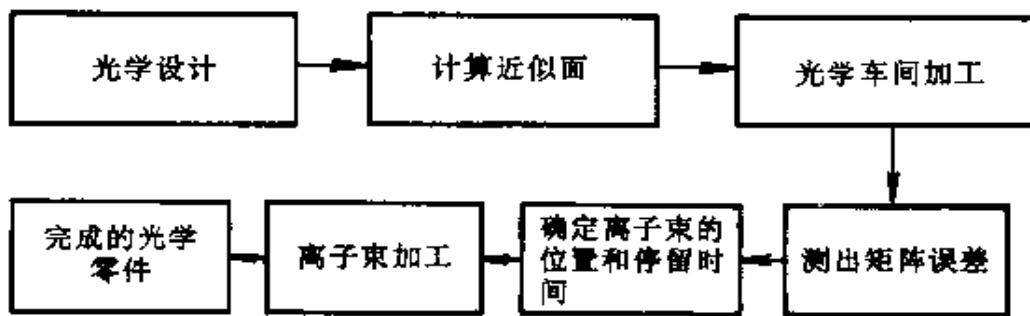 光学设计
计算近似面
光学车间加工
完成的光学
零件
离子束加工
确定离子束的
位置和停留时
间
测出矩阵误差